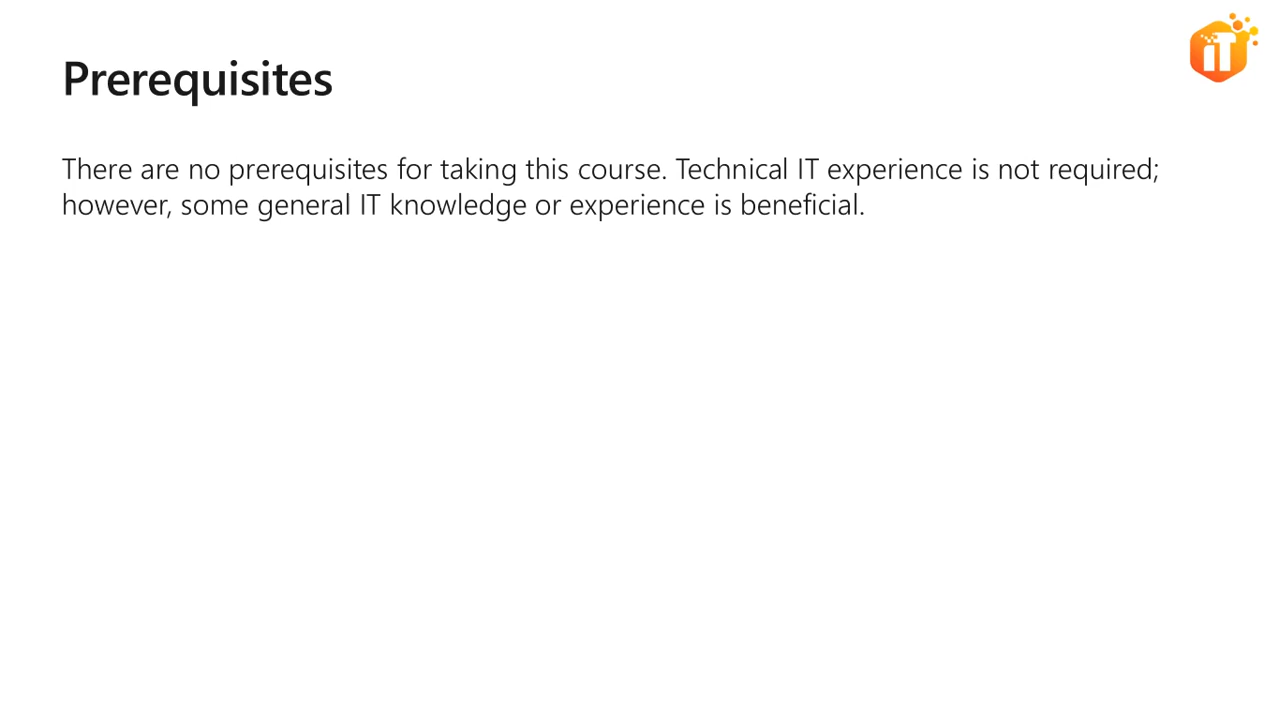 Prerequisites
iT
There are no prerequisites for taking this course. Technical IT experience is not required;
however, some general IT knowledge or experience is beneficial.